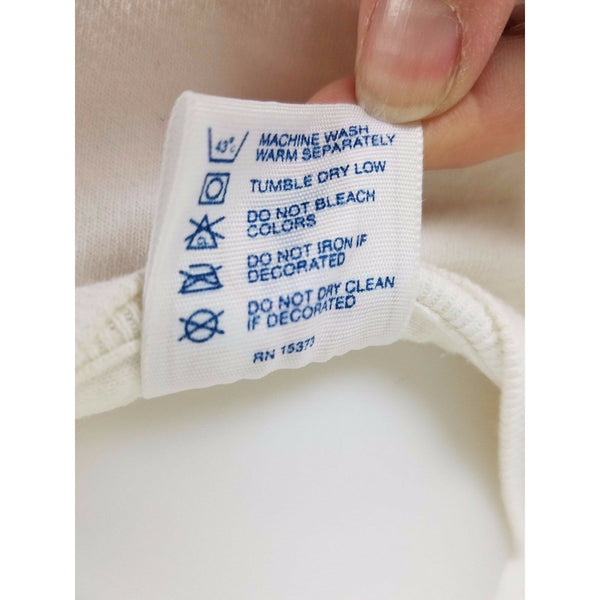 43°C MACHINE WASH
WARM SEPARATELY
TUMBLE DRY LOW
DO NOT BLEACH
COLORS
DO NOT IRON IF
DECORATED
DO NOT DRY CLEAN
IF DECORATED
RN